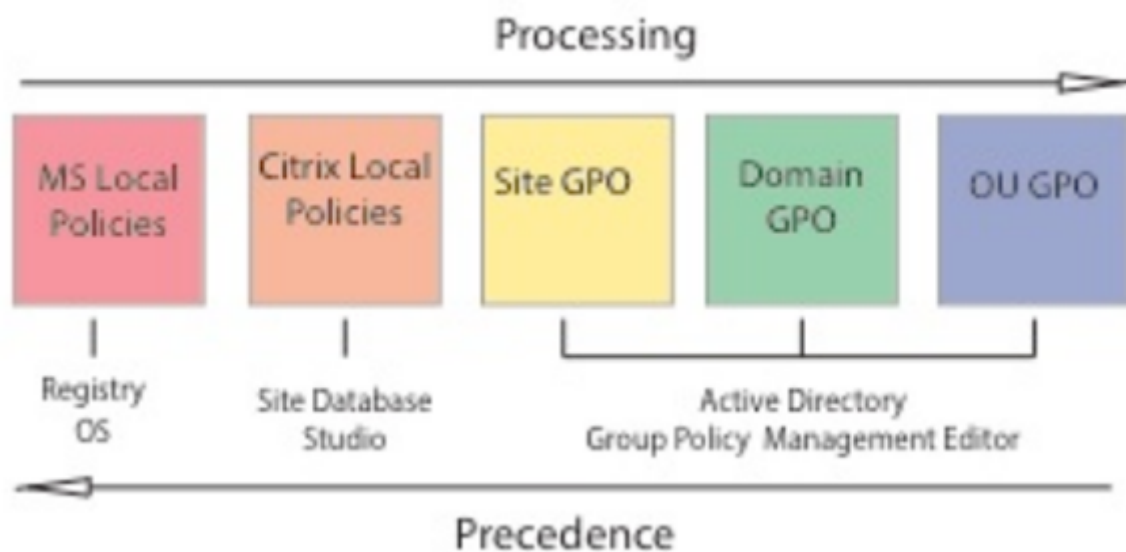 Processing
MS Local
Policies
Citrix Local
Policies
Site GPO
Domain
GPO
OU GPO
Registry
OS
Site Database
Studio
Active Directory
Group Policy Management Editor
Precedence